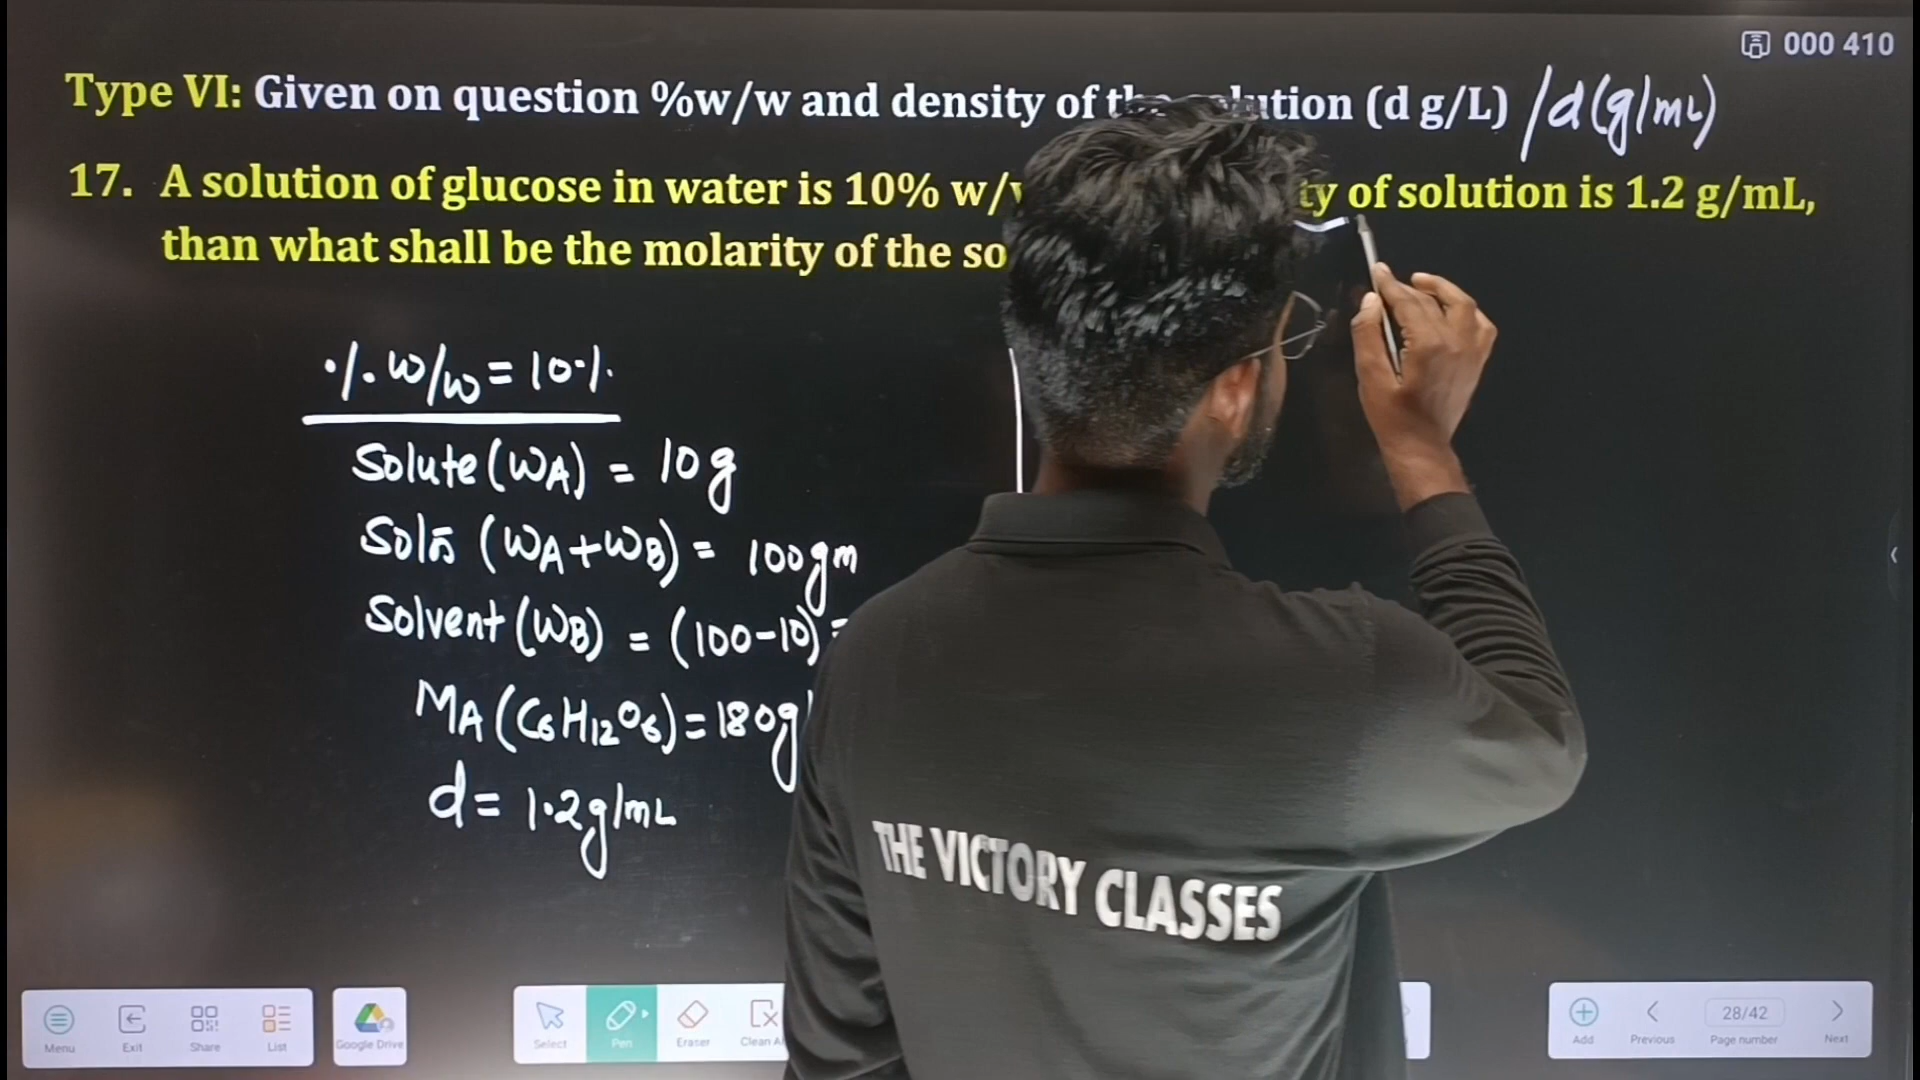 000 410
Type VI: Given on question %w/w and density of the solution (d g/L) /d(g/mL)
17. A solution of glucose in water is 10% w/ ty of solution is 1.2 g/mL,
than what shall be the molarity of the so
% w/w = 10%
Solute (WA) = 10g
Soln (WA+WB) = 100gm
Solvent (WB) = (100-10) =
MA (C6H12O6) = 180g
d = 1.2g/mL
THE VICTORY CLASSES
Menu Exit Share List Google Drive Select Pen Eraser Clean Add Previous 28/42 Page number Next